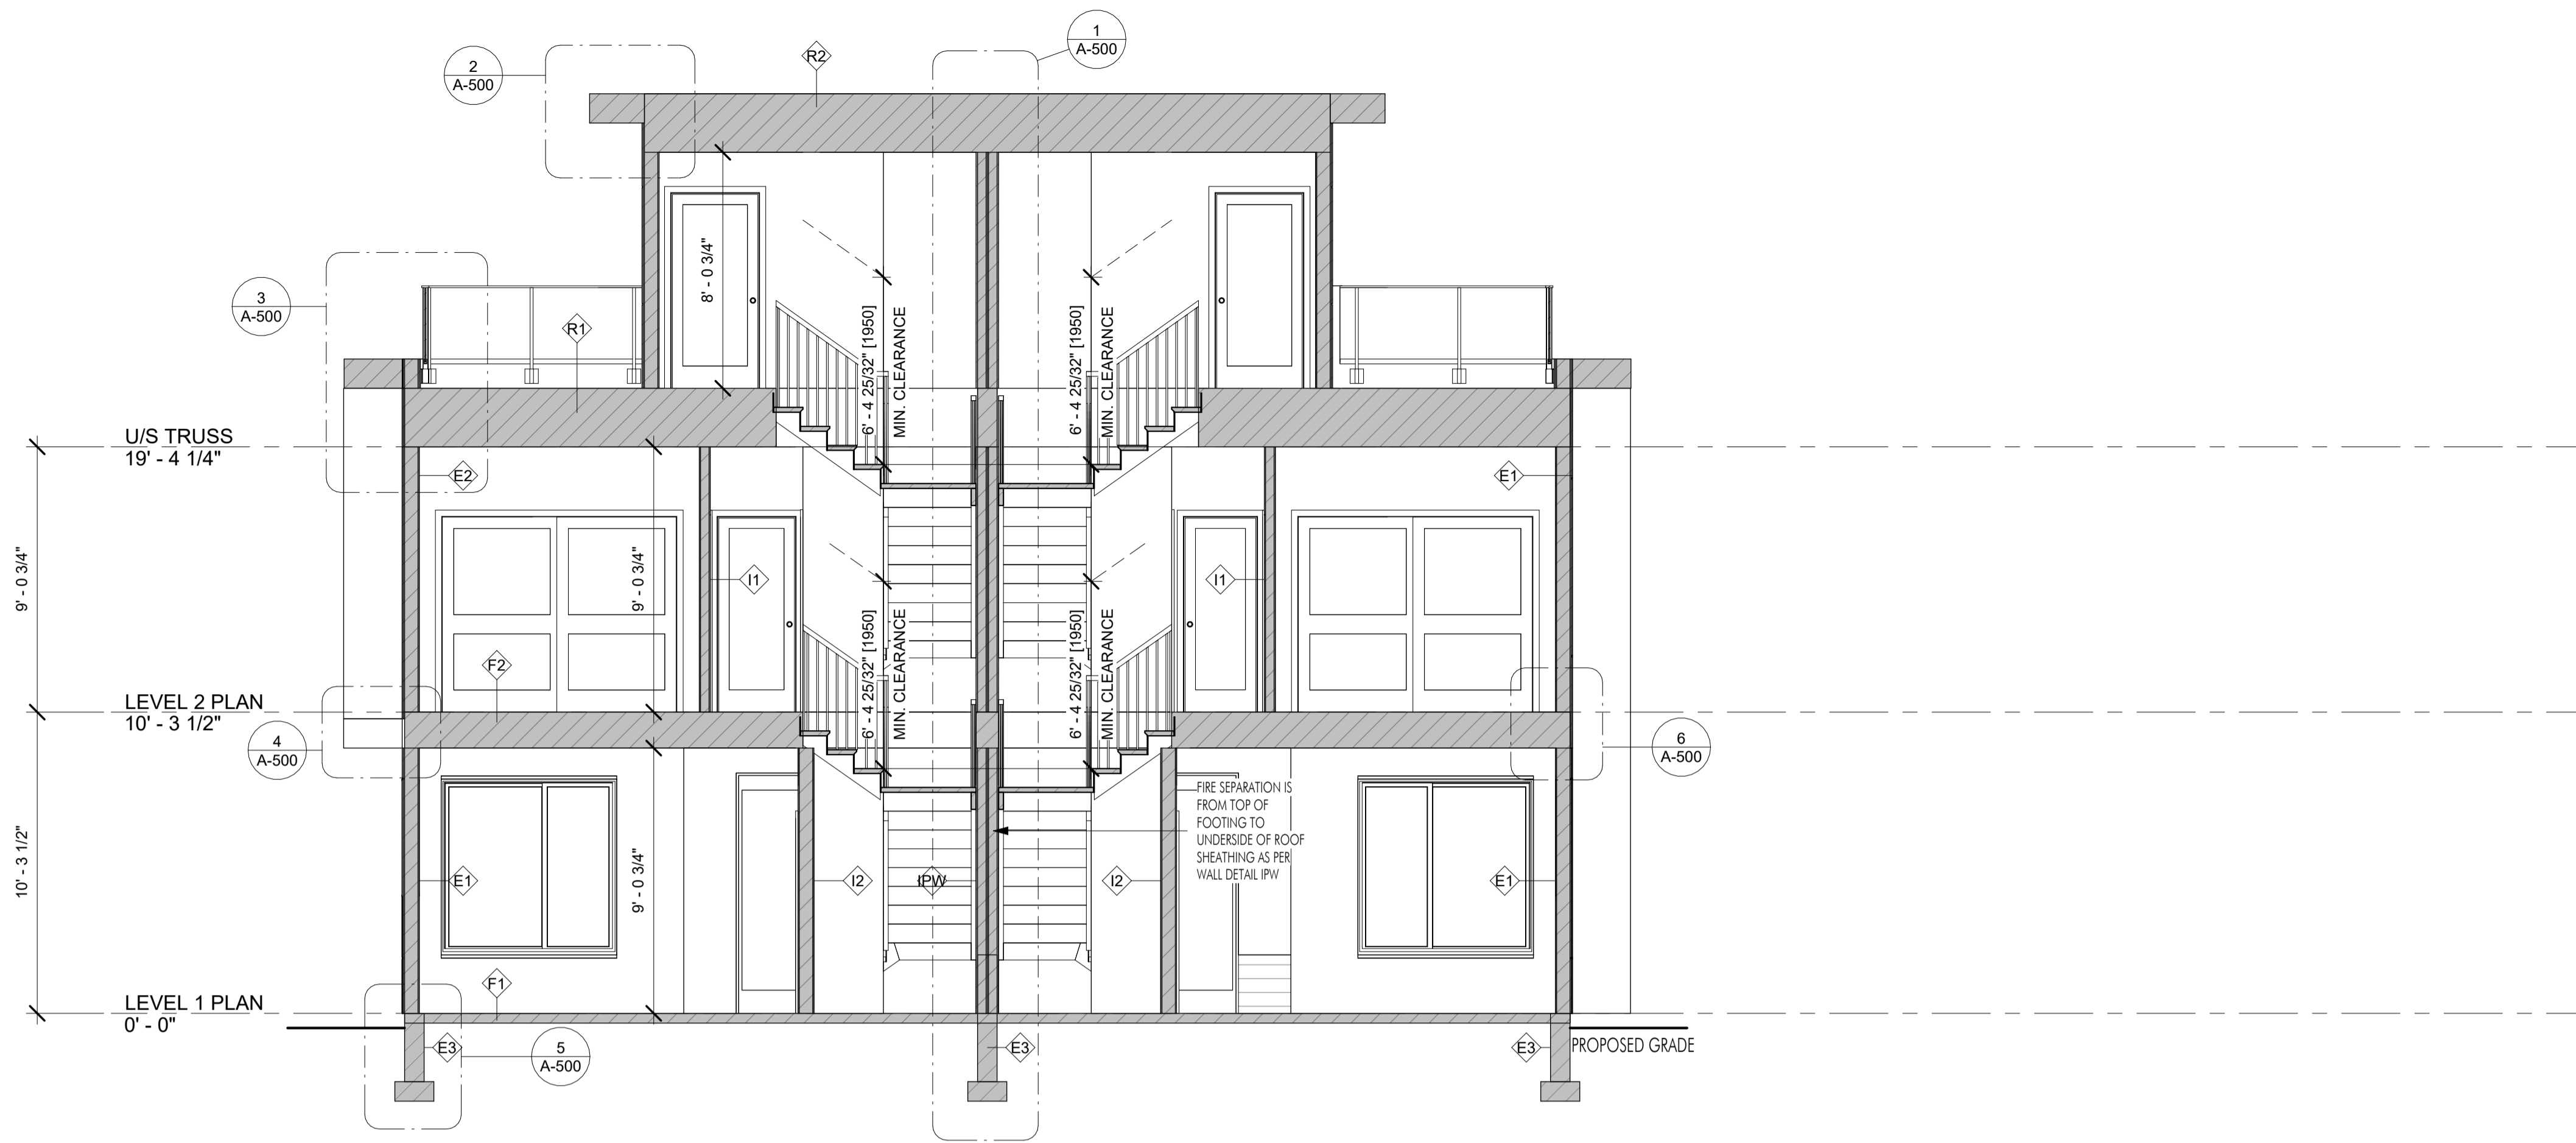 1
A-500
2
A-500
R2
3
A-500
R1
8' - 0 3/4"
6' - 4 25/32" [1950]
MIN. CLEARANCE
6' - 4 25/32" [1950]
MIN. CLEARANCE
U/S TRUSS
19' - 4 1/4"
E2
E1
9' - 0 3/4"
9' - 0 3/4"
I1
I1
6' - 4 25/32" [1950]
MIN. CLEARANCE
6' - 4 25/32" [1950]
MIN. CLEARANCE
F2
LEVEL 2 PLAN
10' - 3 1/2"
4
A-500
6
A-500
FIRE SEPARATION IS
FROM TOP OF
FOOTING TO
UNDERSIDE OF ROOF
SHEATHING AS PER
WALL DETAIL IPW
10' - 3 1/2"
9' - 0 3/4"
E1
I2
IPW
I2
E1
F1
LEVEL 1 PLAN
0' - 0"
E3
5
A-500
E3
E3
PROPOSED GRADE